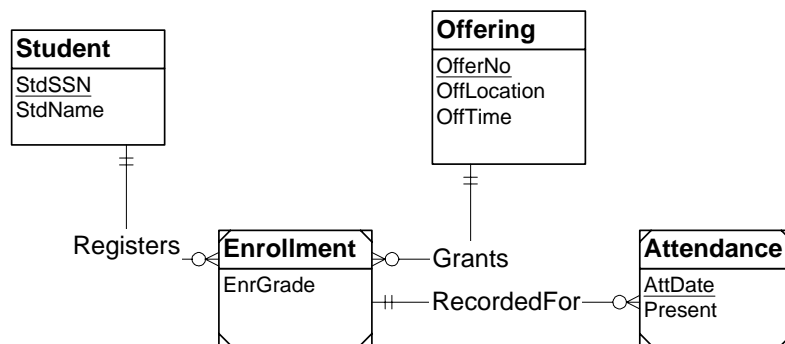 Student
StdSSN
StdName
Offering
OfferNo
OffLocation
OffTime
Registers
Enrollment
EnrGrade
Grants
RecordedFor
Attendance
AttDate
Present